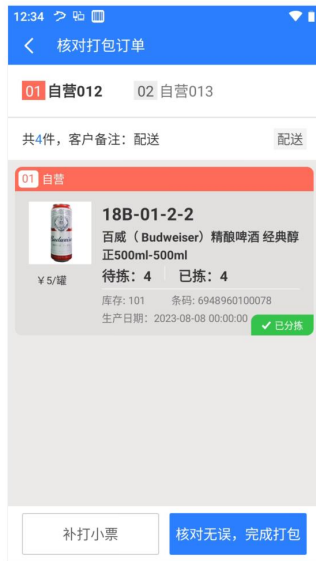 12:34
核对打包订单
01 自营012 02 自营013
共4件，客户备注：配送 配送
01 自营
18B-01-2-2
百威（Budweiser）精酿啤酒 经典醇
正500ml-500ml
¥5/罐 待拣：4 已拣：4
库存: 101 条码: 6948960100078
生产日期：2023-08-08 00:00:00
已分拣
补打小票 核对无误，完成打包